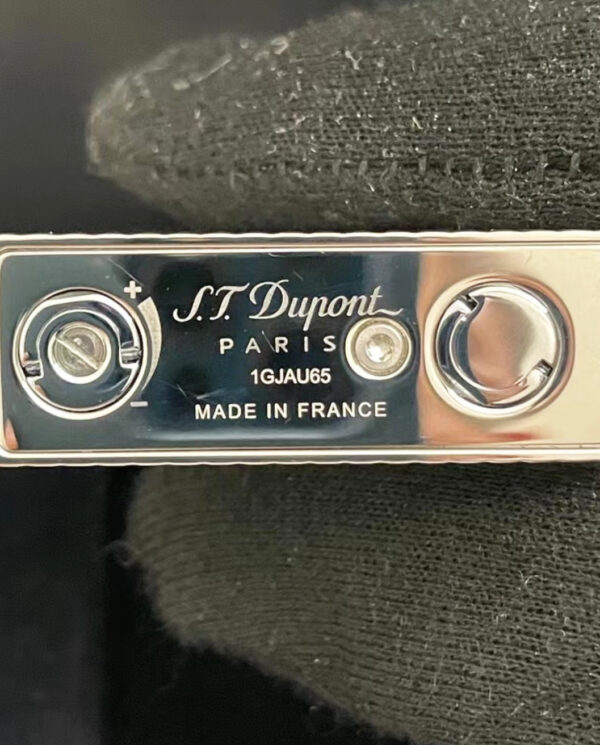 +
S.T. Dupont
PARIS
1GJAU65
MADE IN FRANCE
−